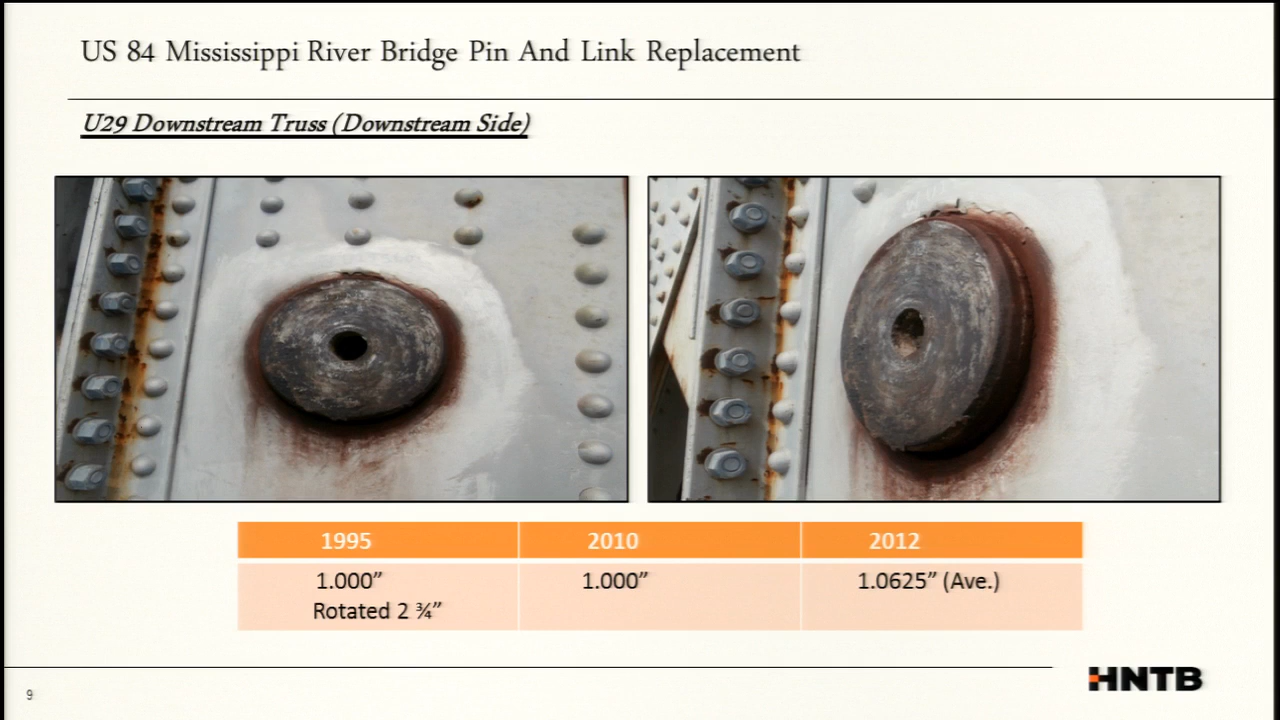 US 84 Mississippi River Bridge Pin And Link Replacement
U29 Downstream Truss (Downstream Side)
1995 2010 2012
1.000” 1.000” 1.0625” (Ave.)
Rotated 2 ¾”
9
HNTB